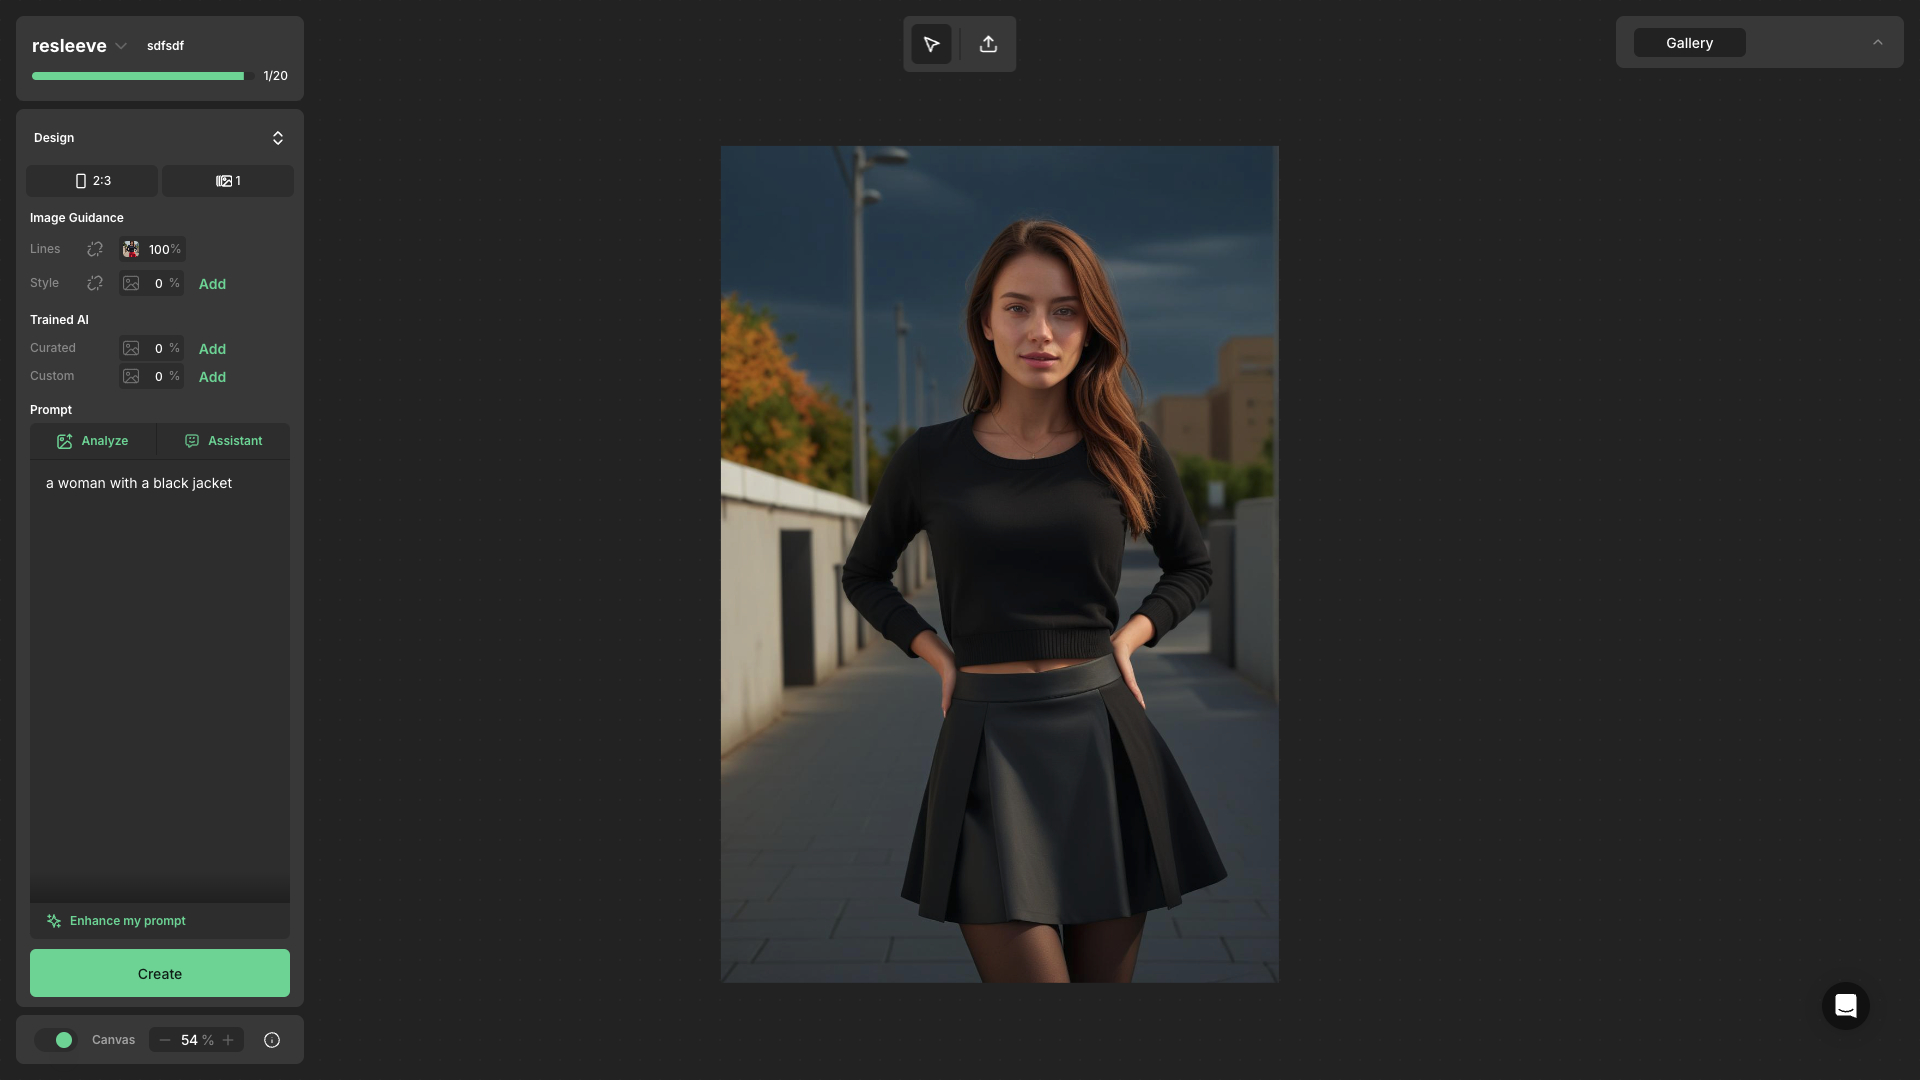 resleeve sdfsdf
1/20
Design
2:3 1
Image Guidance
Lines 100%
Style 0 % Add
Trained AI
Curated 0 % Add
Custom 0 % Add
Prompt
Analyze Assistant
a woman with a black jacket
Enhance my prompt
Create
Canvas 54 %
Gallery